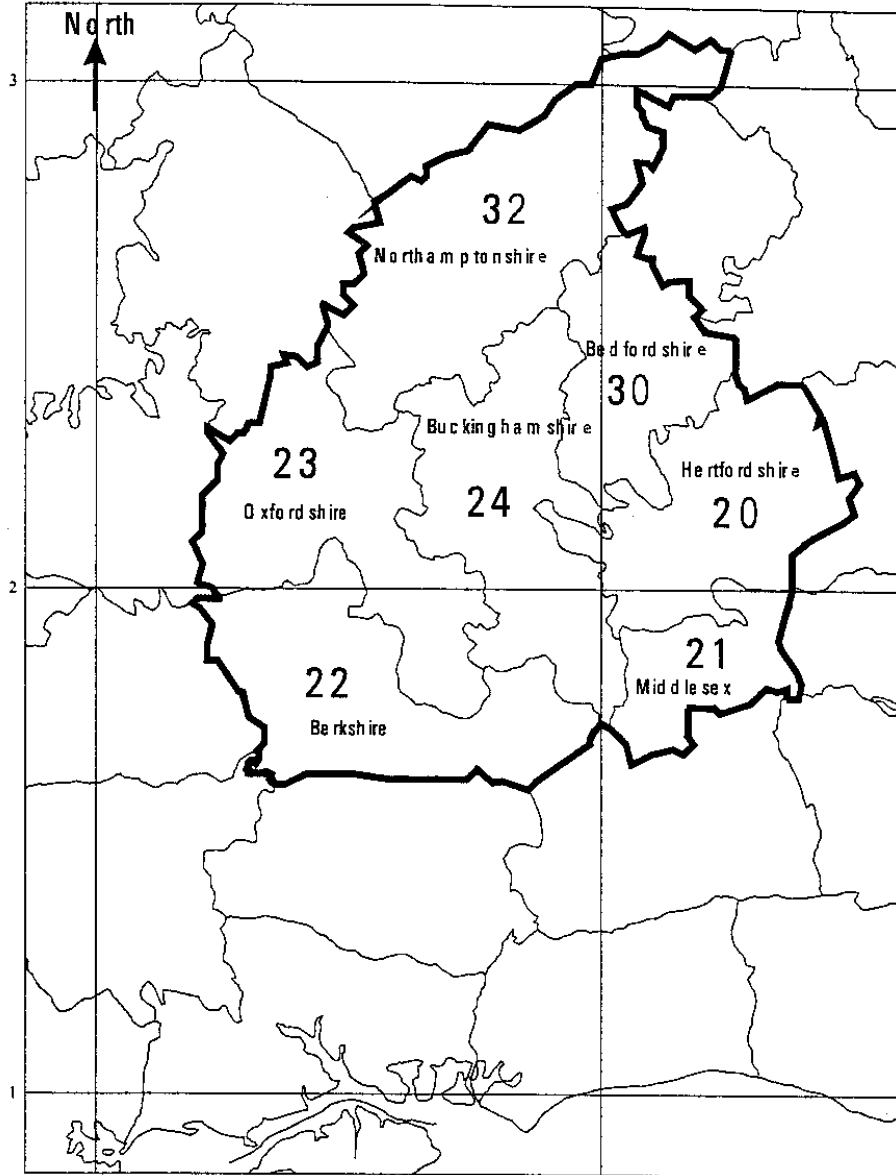 North
3
32
Northamptonshire
Bedfordshire
30
Buckinghamshire
23
Hertfordshire
24
20
Oxfordshire
2
21
22
Middlesex
Berkshire
1